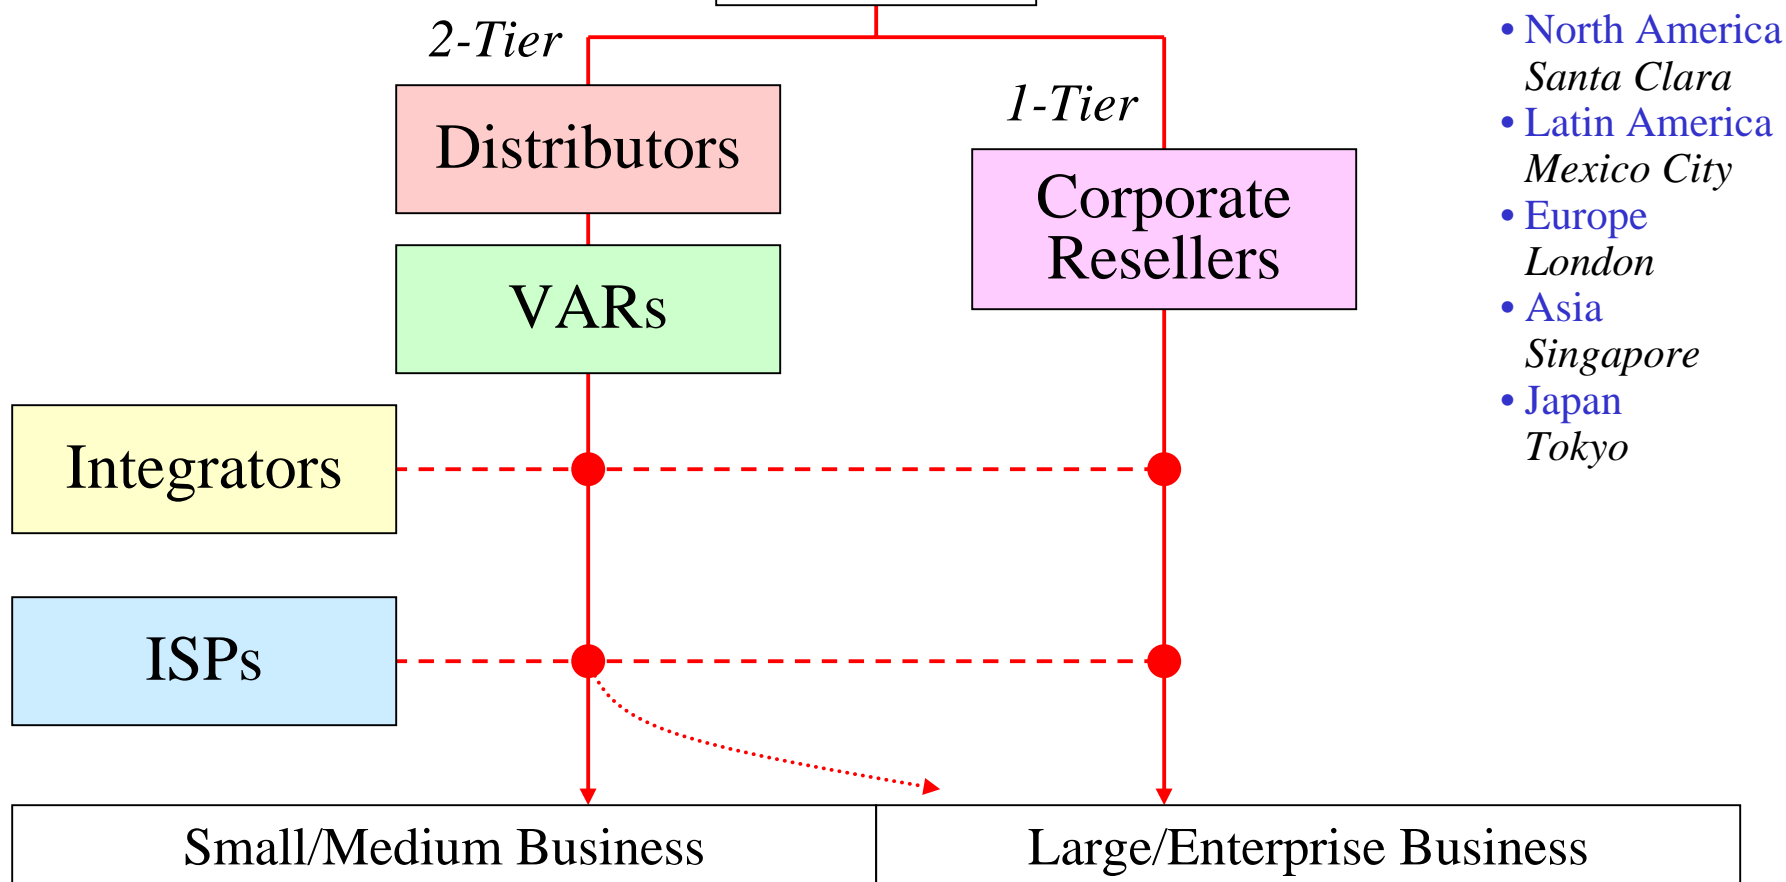 2-Tier
Distributors
VARs
1-Tier
Corporate
Resellers
Integrators
ISPs
Small/Medium Business
Large/Enterprise Business
• North America
Santa Clara
• Latin America
Mexico City
• Europe
London
• Asia
Singapore
• Japan
Tokyo